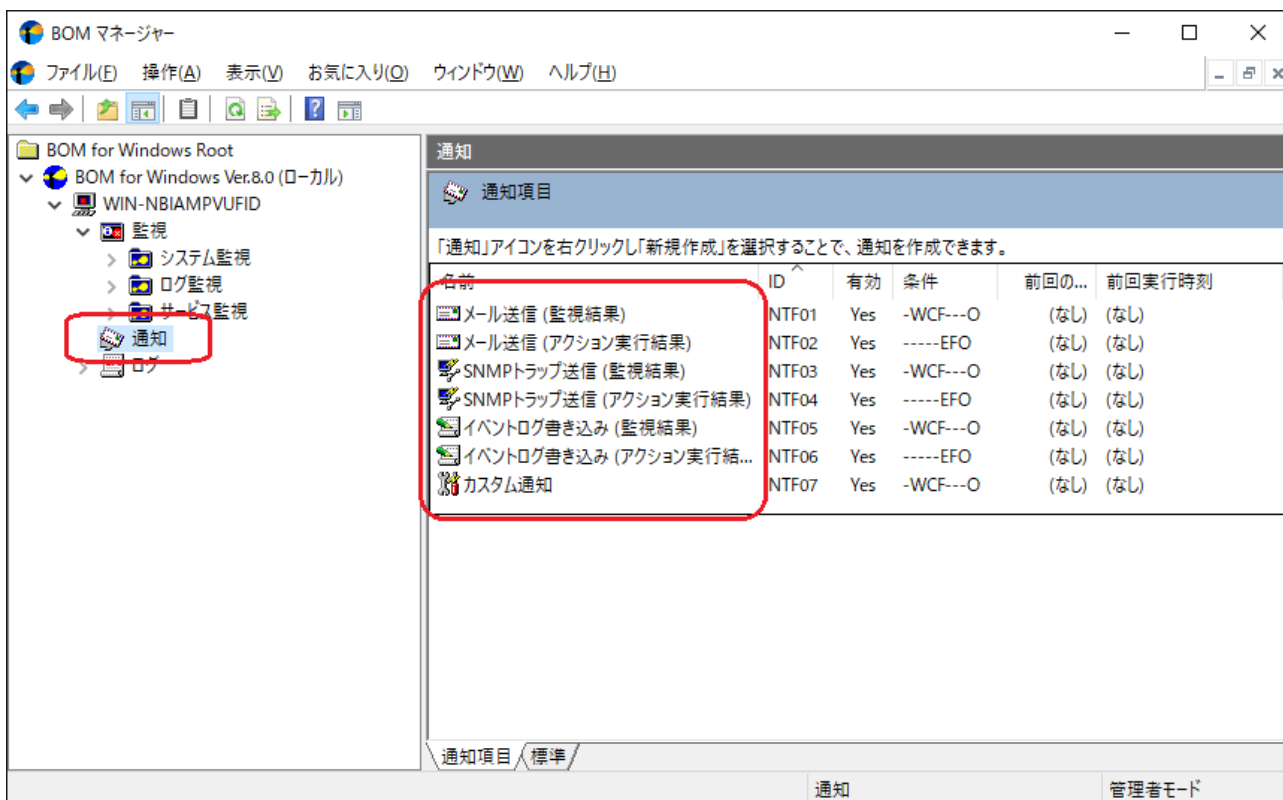 BOM マネージャー
ファイル(F) 操作(A) 表示(V) お気に入り(O) ウィンドウ(W) ヘルプ(H)
BOM for Windows Root
BOM for Windows Ver.8.0 (ローカル)
WIN-NBIAMPVUFID
監視
システム監視
ログ監視
サービス監視
通知
ログ
通知
通知項目
「通知」アイコンを右クリックし「新規作成」を選択することで、通知を作成できます。
名前 ID 有効 条件 前回の... 前回実行時刻
メール送信 (監視結果) NTF01 Yes -WCF---O (なし) (なし)
メール送信 (アクション実行結果) NTF02 Yes -----EFO (なし) (なし)
SNMPトラップ送信 (監視結果) NTF03 Yes -WCF---O (なし) (なし)
SNMPトラップ送信 (アクション実行結果) NTF04 Yes -----EFO (なし) (なし)
イベントログ書き込み (監視結果) NTF05 Yes -WCF---O (なし) (なし)
イベントログ書き込み (アクション実行結... NTF06 Yes -----EFO (なし) (なし)
カスタム通知 NTF07 Yes -WCF---O (なし) (なし)
通知項目 標準
通知 管理者モード